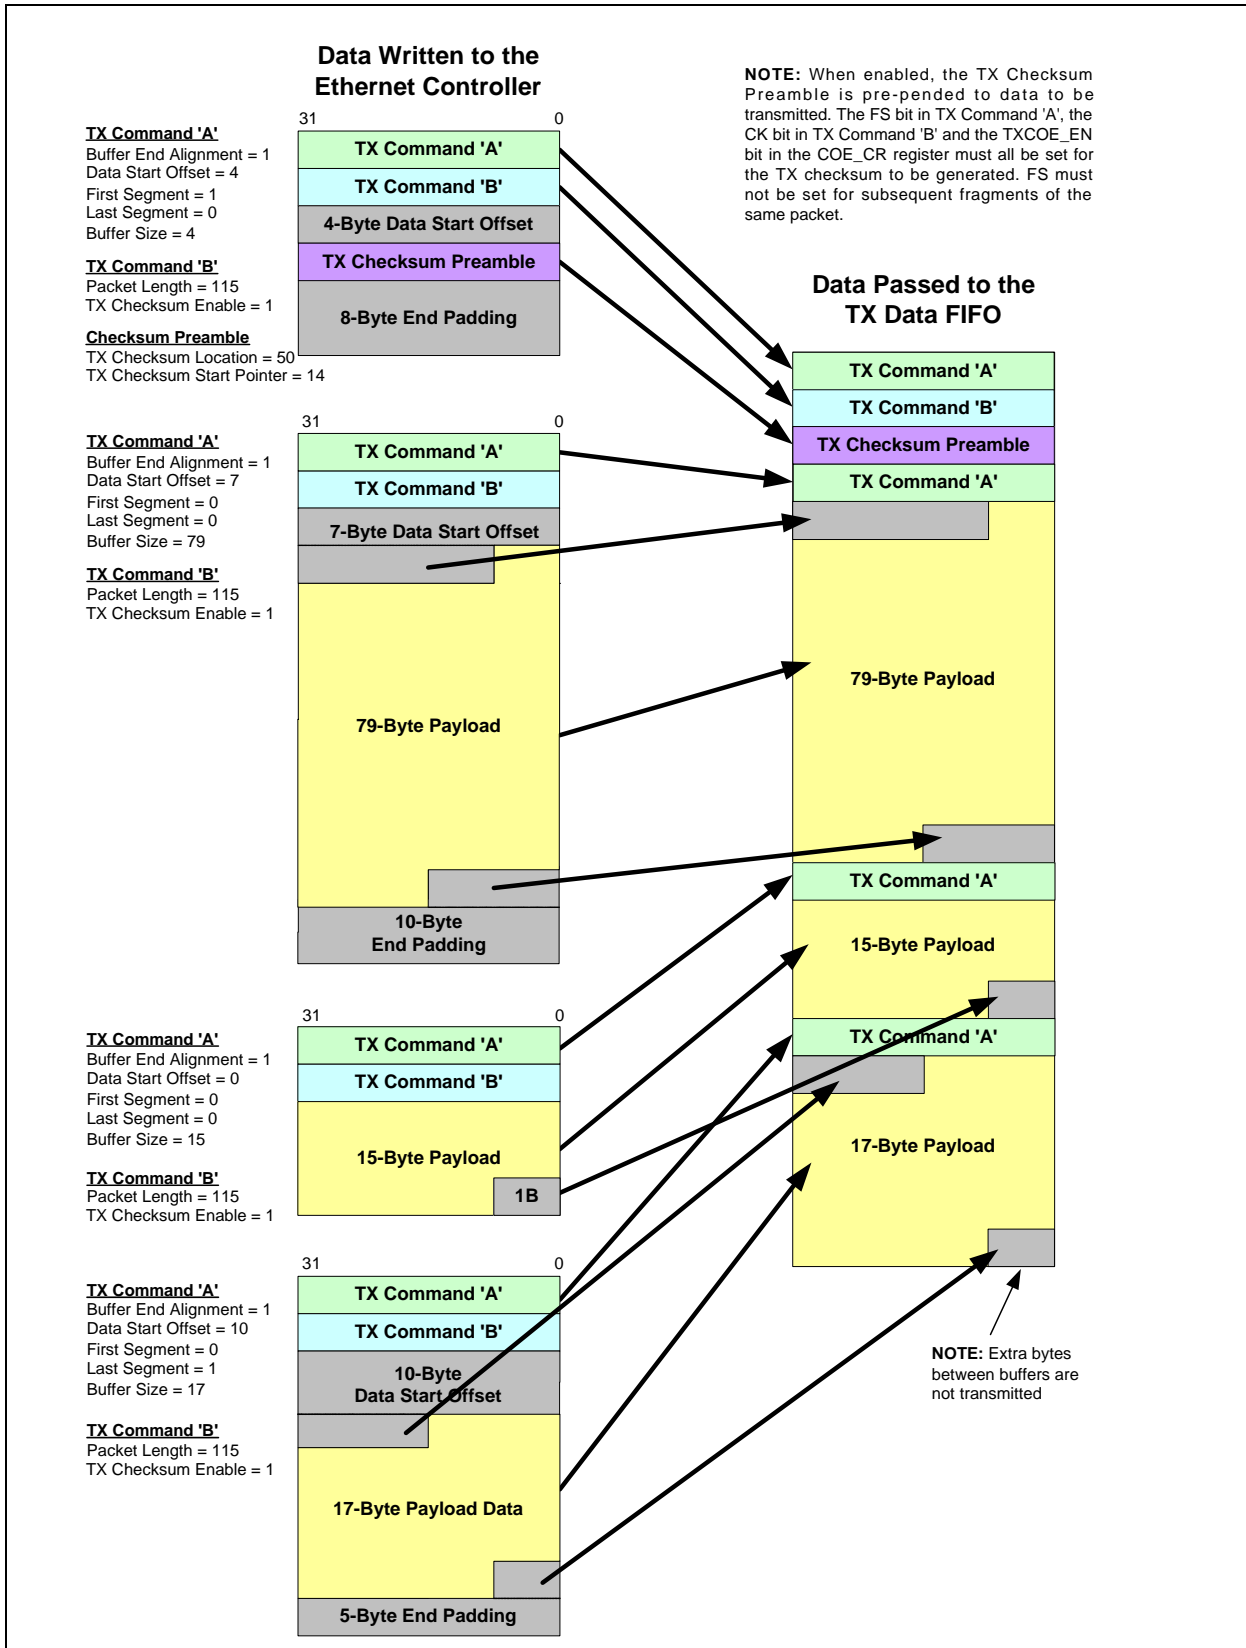 Data Written to the
Ethernet Controller
31 0
TX Command 'A'
Buffer End Alignment = 1
Data Start Offset = 4
First Segment = 1
Last Segment = 0
Buffer Size = 4
TX Command 'B'
Packet Length = 115
TX Checksum Enable = 1
Checksum Preamble
TX Checksum Location = 50
TX Checksum Start Pointer = 14
TX Command 'A'
TX Command 'B'
4-Byte Data Start Offset
TX Checksum Preamble
8-Byte End Padding
NOTE: When enabled, the TX Checksum
Preamble is pre-pended to data to be
transmitted. The FS bit in TX Command 'A', the
CK bit in TX Command 'B' and the TXCOE_EN
bit in the COE_CR register must all be set for
the TX checksum to be generated. FS must
not be set for subsequent fragments of the
same packet.
31 0
TX Command 'A'
Buffer End Alignment = 1
Data Start Offset = 7
First Segment = 0
Last Segment = 0
Buffer Size = 79
TX Command 'B'
Packet Length = 115
TX Checksum Enable = 1
TX Command 'A'
TX Command 'B'
7-Byte Data Start Offset
79-Byte Payload
10-Byte
End Padding
31 0
TX Command 'A'
Buffer End Alignment = 1
Data Start Offset = 0
First Segment = 0
Last Segment = 0
Buffer Size = 15
TX Command 'B'
Packet Length = 115
TX Checksum Enable = 1
TX Command 'A'
TX Command 'B'
15-Byte Payload
1B
31 0
TX Command 'A'
Buffer End Alignment = 1
Data Start Offset = 10
First Segment = 0
Last Segment = 1
Buffer Size = 17
TX Command 'B'
Packet Length = 115
TX Checksum Enable = 1
TX Command 'A'
TX Command 'B'
10-Byte
Data Start Offset
17-Byte Payload Data
5-Byte End Padding
Data Passed to the
TX Data FIFO
TX Command 'A'
TX Command 'B'
TX Checksum Preamble
TX Command 'A'
79-Byte Payload
TX Command 'A'
15-Byte Payload
TX Command 'A'
17-Byte Payload
NOTE: Extra bytes
between buffers are
not transmitted